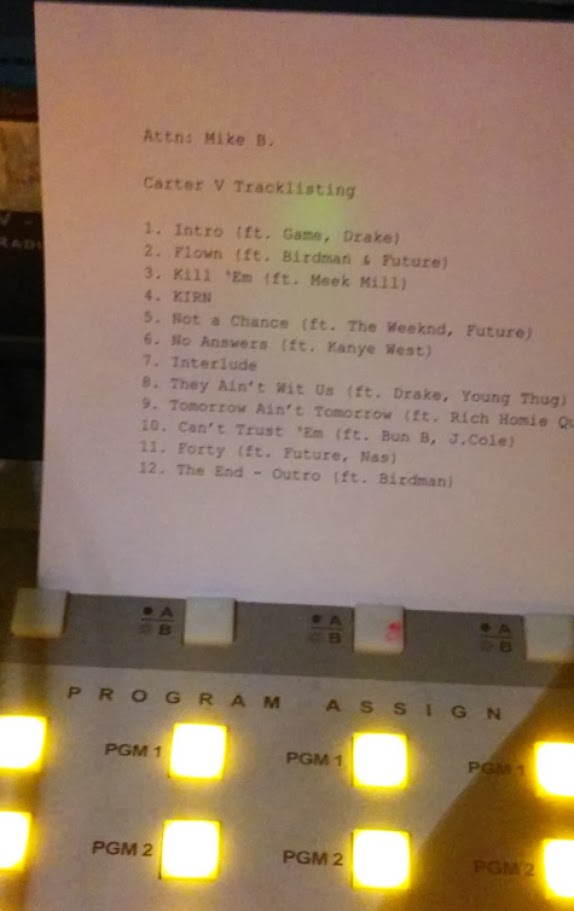 Attn: Mike B.
Carter V Tracklisting
1. Intro (ft. Game, Drake)
2. Flown (ft. Birdman & Future)
3. Kill 'Em (ft. Meek Mill)
4. KIRN
5. Not a Chance (ft. The Weeknd, Future)
6. No Answers (ft. Kanye West)
7. Interlude
8. They Ain't Wit Us (ft. Drake, Young Thug)
9. Tomorrow Ain't Tomorrow (ft. Rich Homie Qu
10. Can't Trust 'Em (ft. Bun B, J.Cole)
11. Forty (ft. Future, Nas)
12. The End - Outro (ft. Birdman)
A A A
B B B
PROGRAM ASSIGN
PGM 1 PGM 1 PGM 1
PGM 2 PGM 2 PGM 2